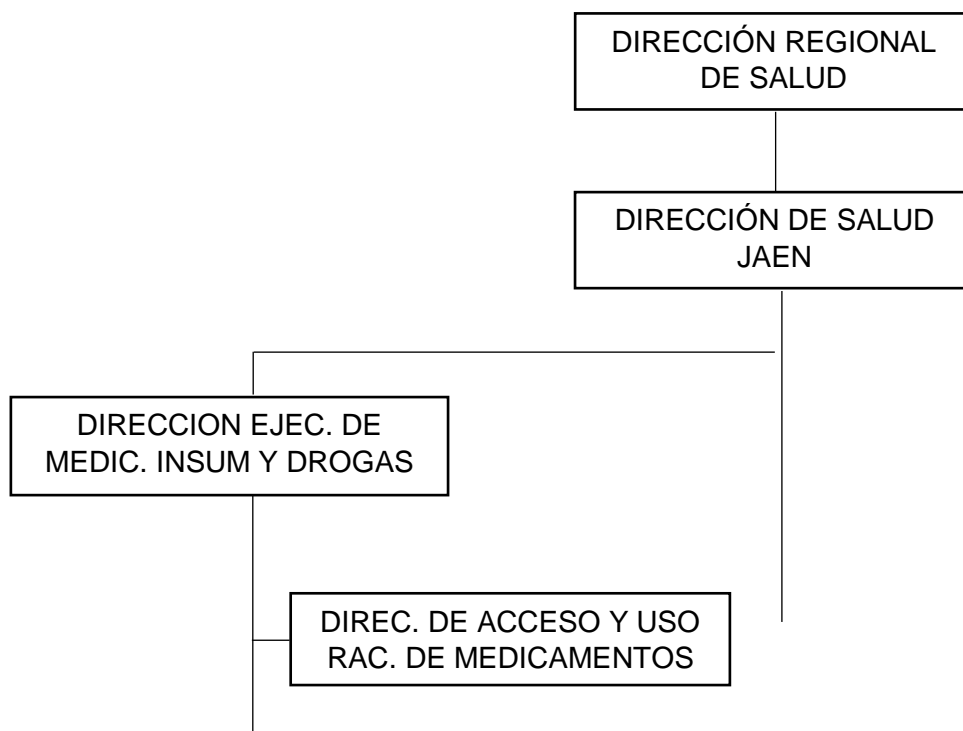 DIRECCIÓN REGIONAL
DE SALUD
DIRECCIÓN DE SALUD
JAEN
DIRECCION EJEC. DE
MEDIC. INSUM Y DROGAS
DIREC. DE ACCESO Y USO
RAC. DE MEDICAMENTOS